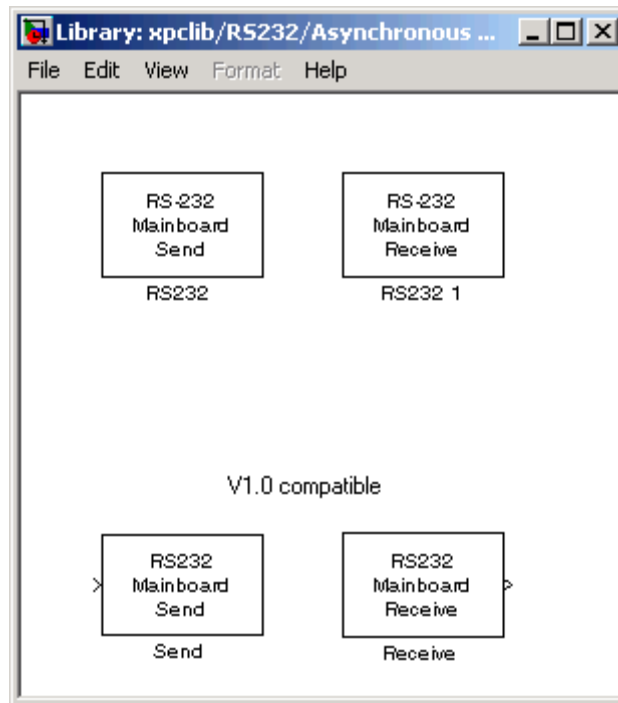 Library: xpclib/RS232/Asynchronous ...
File Edit View Format Help
RS-232
Mainboard
Send
RS232
RS-232
Mainboard
Receive
RS232 1
V1.0 compatible
RS232
Mainboard
Send
Send
RS232
Mainboard
Receive
Receive